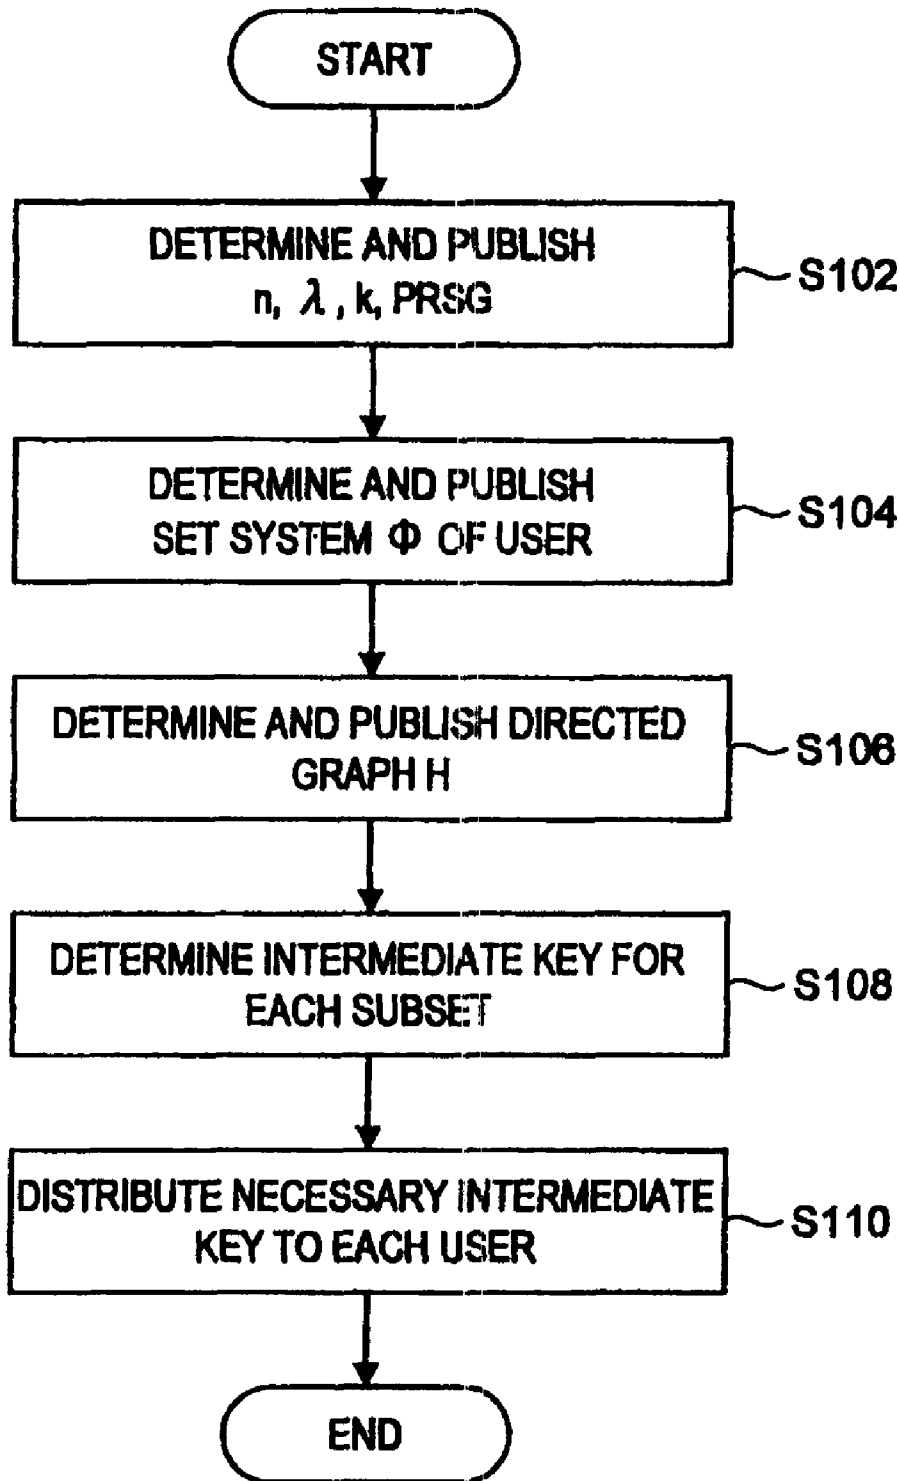 START
DETERMINE AND PUBLISH
n, λ, k, PRSG
S102
DETERMINE AND PUBLISH
SET SYSTEM Φ OF USER
S104
DETERMINE AND PUBLISH DIRECTED
GRAPH H
S106
DETERMINE INTERMEDIATE KEY FOR
EACH SUBSET
S108
DISTRIBUTE NECESSARY INTERMEDIATE
KEY TO EACH USER
S110
END